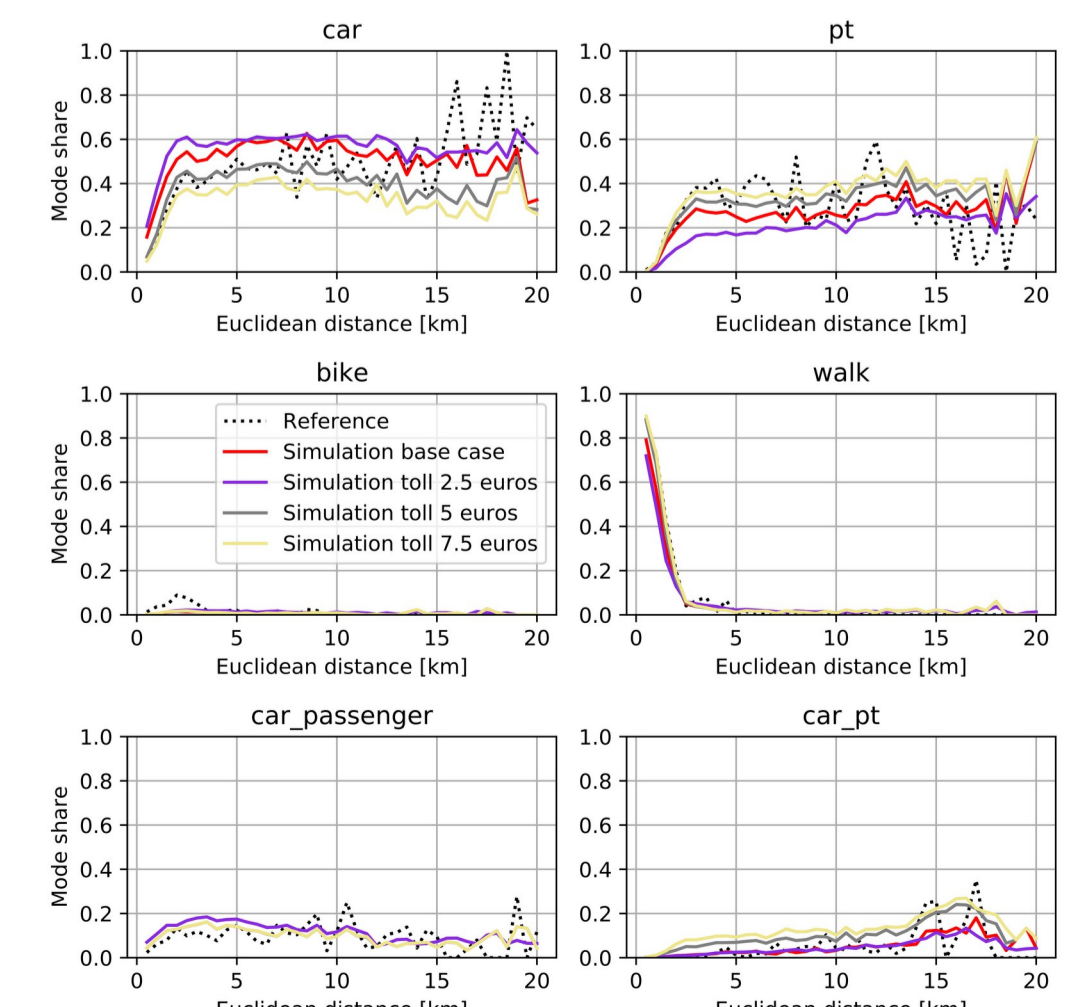 car
pt
1.0
0.8
0.6
0.4
0.2
0.0
Mode share
0 5 10 15 20
Euclidean distance [km]
1.0
0.8
0.6
0.4
0.2
0.0
0 5 10 15 20
Euclidean distance [km]
bike
walk
1.0
0.8
0.6
0.4
0.2
0.0
Mode share
Reference
Simulation base case
Simulation toll 2.5 euros
Simulation toll 5 euros
Simulation toll 7.5 euros
0 5 10 15 20
Euclidean distance [km]
1.0
0.8
0.6
0.4
0.2
0.0
0 5 10 15 20
Euclidean distance [km]
car_passenger
car_pt
1.0
0.8
0.6
0.4
0.2
0.0
Mode share
0 5 10 15 20
Euclidean distance [km]
1.0
0.8
0.6
0.4
0.2
0.0
0 5 10 15 20
Euclidean distance [km]